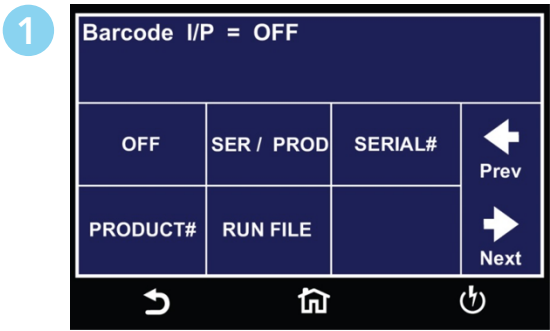 1
Barcode I/P = OFF
OFF
SER / PROD
SERIAL#
Prev
PRODUCT#
RUN FILE
Next